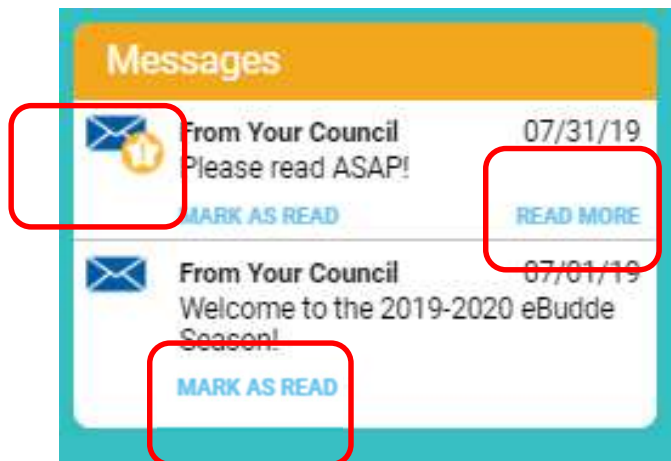 Messages
From Your Council 07/31/19
Please read ASAP!
MARK AS READ READ MORE
From Your Council 07/01/19
Welcome to the 2019-2020 eBudde
Season!
MARK AS READ